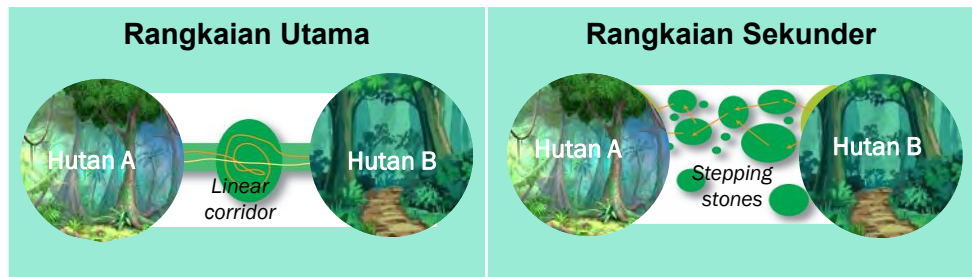 Rangkaian Utama
Hutan A
Linear
corridor
Hutan B
Rangkaian Sekunder
Hutan A
Stepping
stones
Hutan B